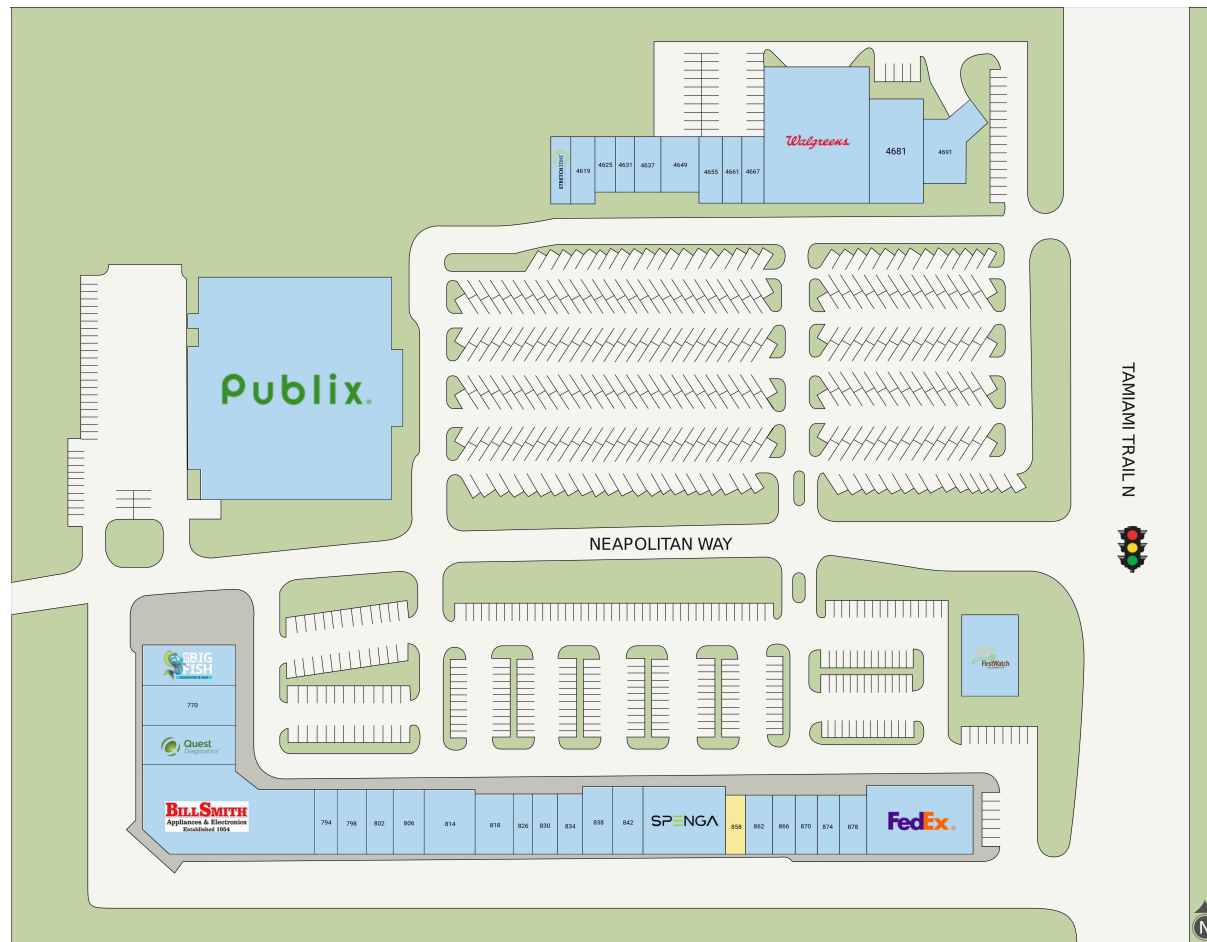 Walgreens
STRETCH ZONE
4619
4625
4631
4637
4649
4655
4661
4667
4681
4691
Publix.
TAMIAMI TRAIL N
NEAPOLITAN WAY
BIG
FISH
770
Quest
Diagnostics
BILLSMITH
Appliances & Electronics
Established 1954
794
798
802
806
814
818
826
830
834
838
842
SPENGA
858
862
866
870
874
878
FedEx.
FirstWatch
N